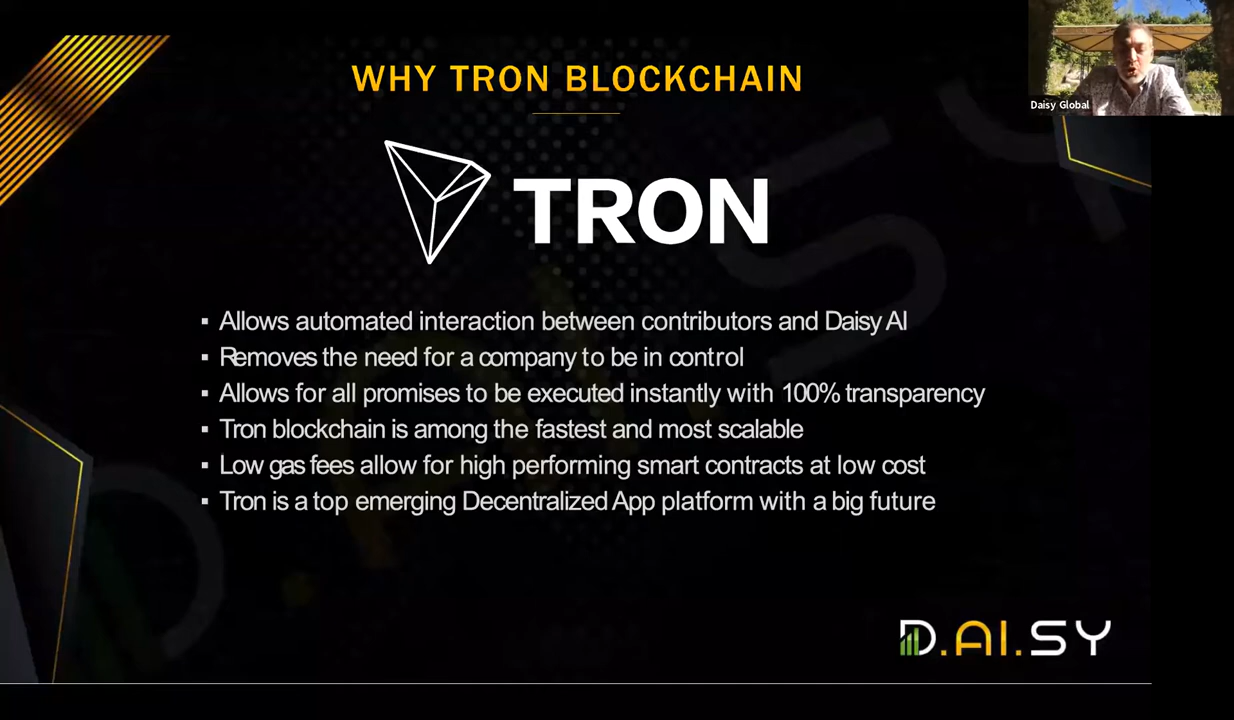 WHY TRON BLOCKCHAIN
Daisy Global
TRON
▪ Allows automated interaction between contributors and Daisy AI
▪ Removes the need for a company to be in control
▪ Allows for all promises to be executed instantly with 100% transparency
▪ Tron blockchain is among the fastest and most scalable
▪ Low gas fees allow for high performing smart contracts at low cost
▪ Tron is a top emerging Decentralized App platform with a big future
D.AI.SY